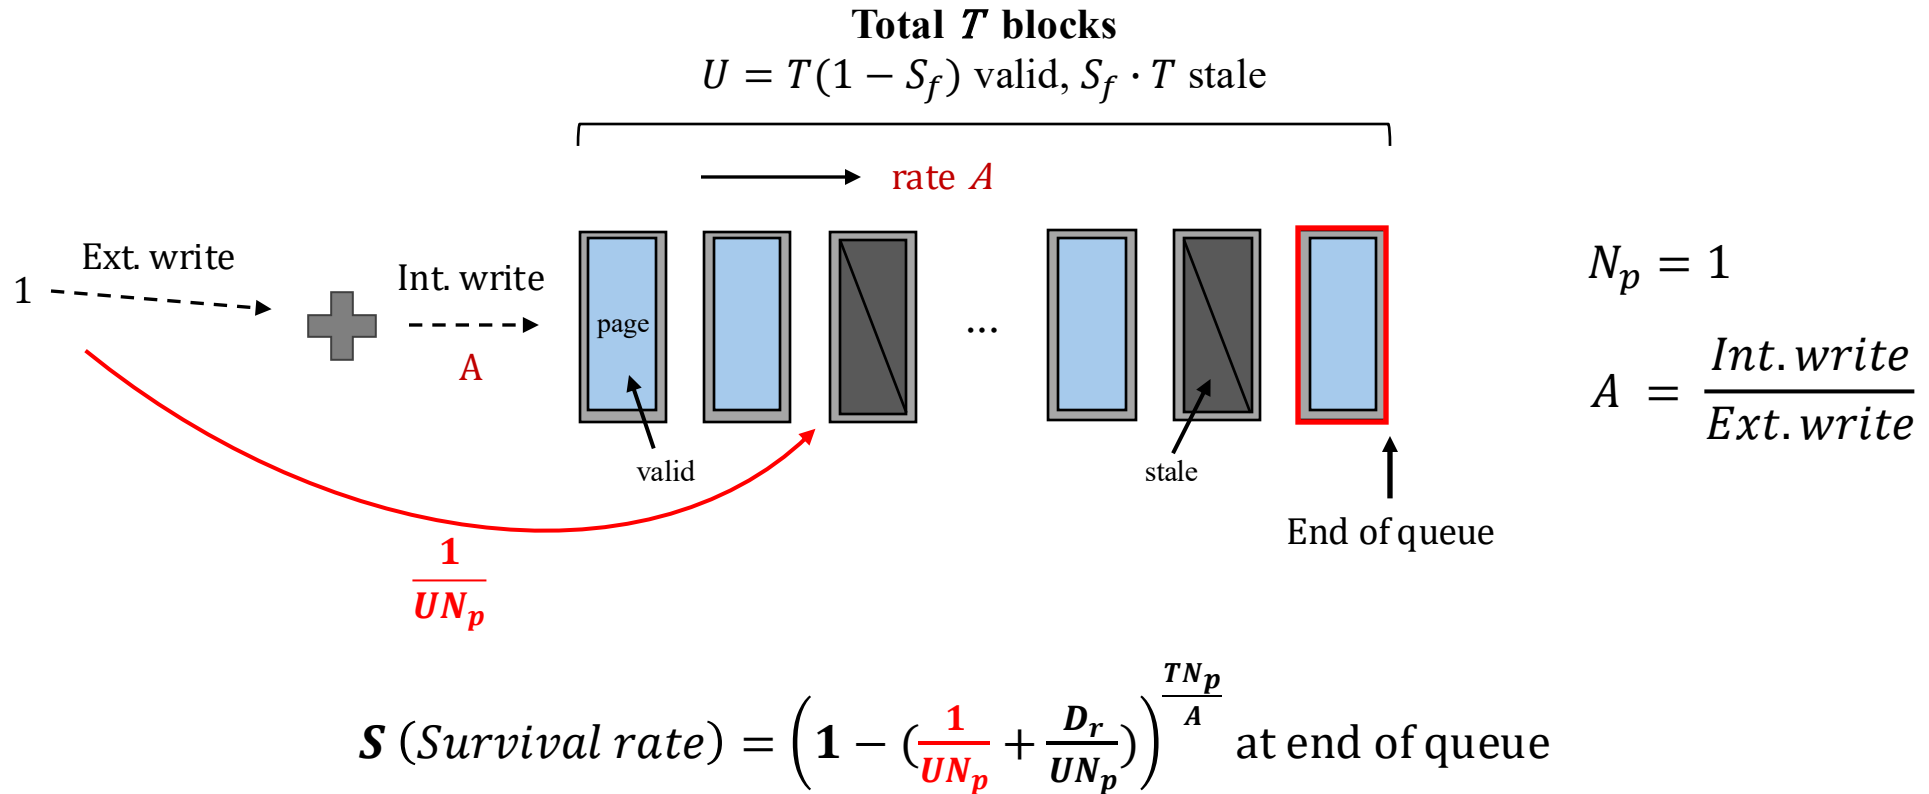 Total T blocks
U = T(1 − S_f) valid, S_f · T stale
rate A
1
Ext. write
Int. write
A
page
...
valid
stale
End of queue
N_p = 1
A = Int.write / Ext.write
1 / UN_p
S (Survival rate) = (1 − (1 / UN_p + D_r / UN_p))^(TN_p / A) at end of queue